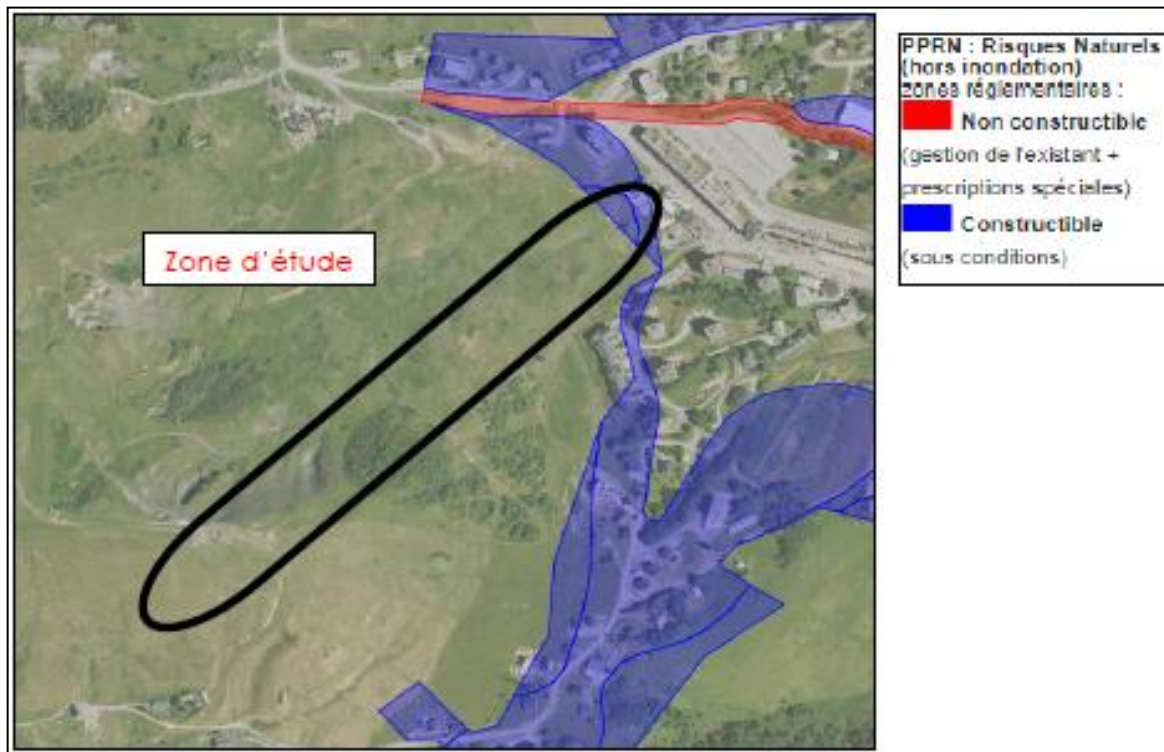 Zone d'étude
PPRN : Risques Naturels
(hors inondation)
zones réglementaires :
Non constructible
(gestion de l'existant +
prescriptions spéciales)
Constructible
(sous conditions)